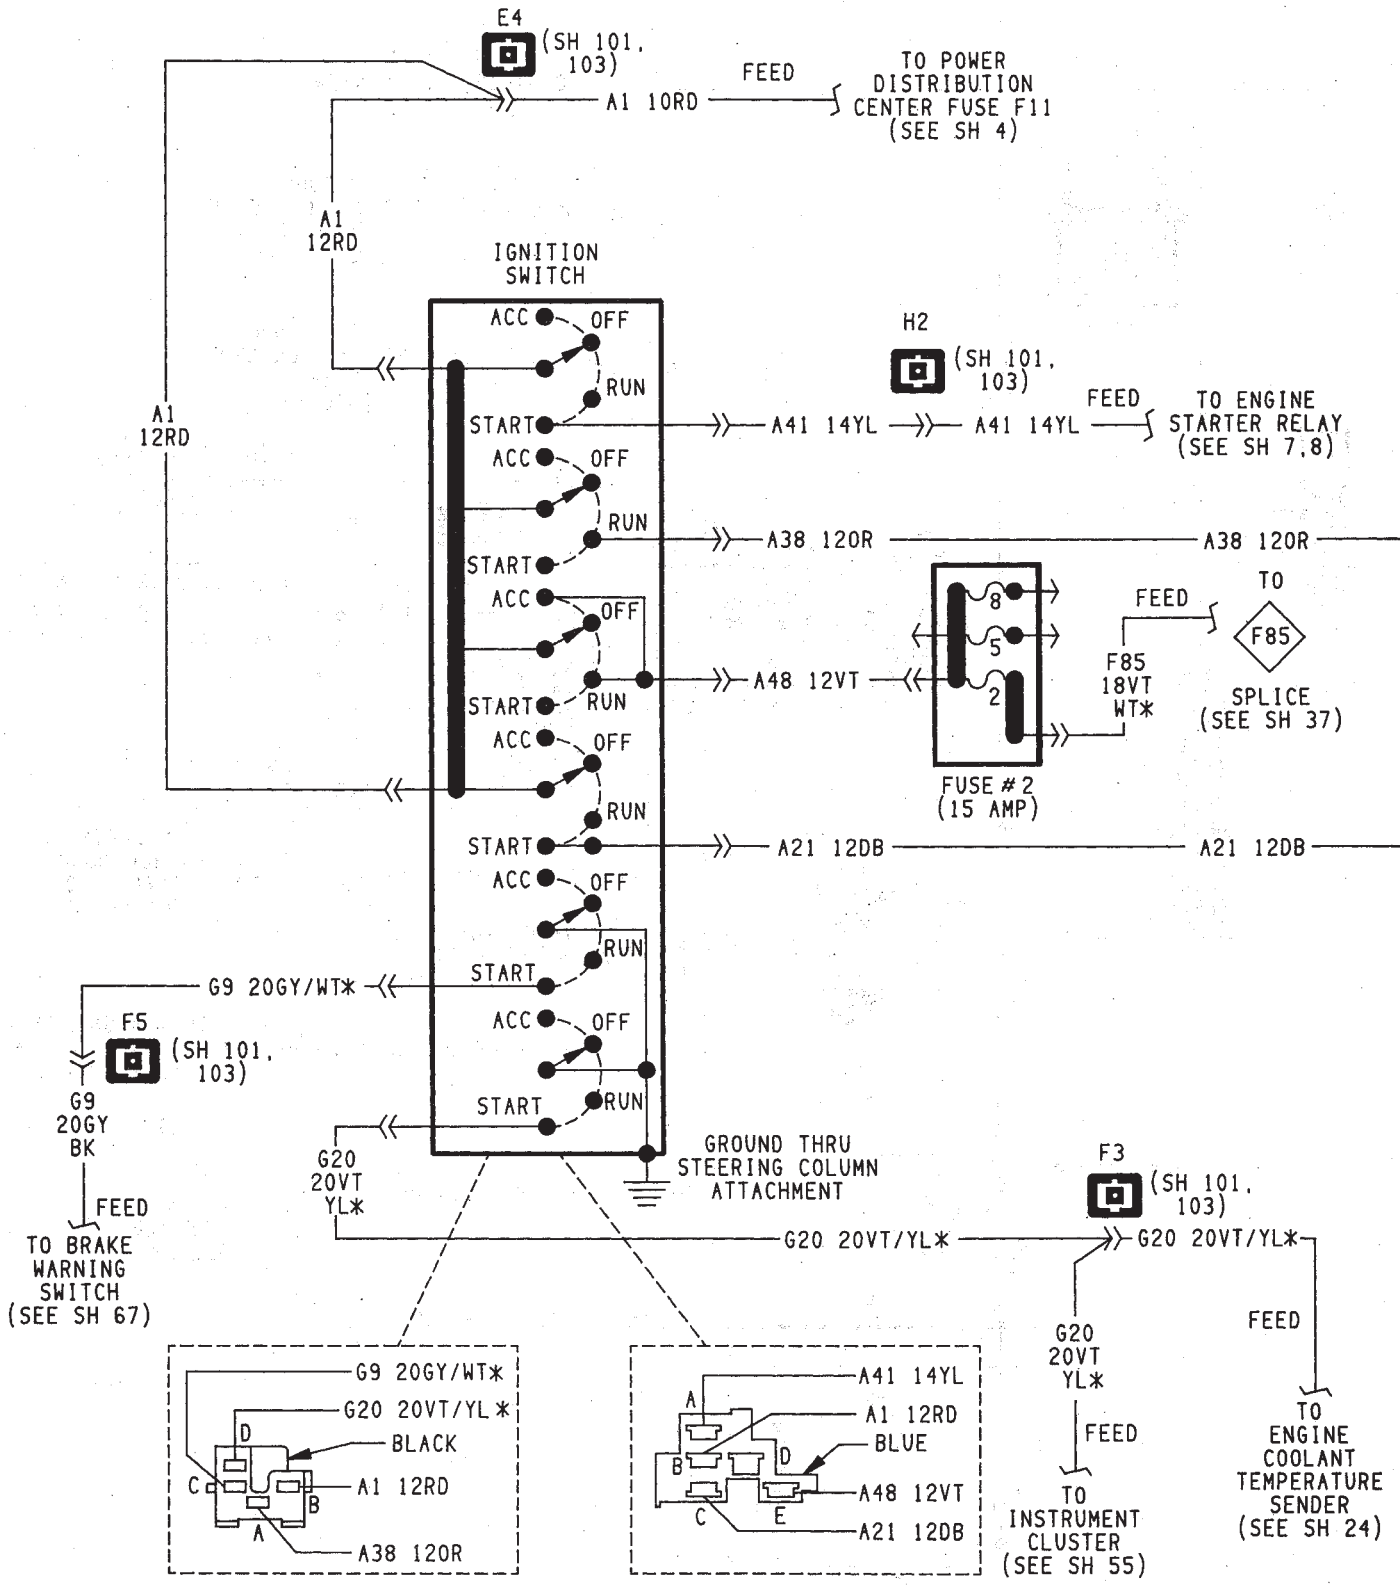 E4
(SH 101,
103)
FEED
TO POWER
DISTRIBUTION
CENTER FUSE F11
(SEE SH 4)
A1 10RD
A1
12RD
A1
12RD
IGNITION
SWITCH
ACC
OFF
RUN
START
H2
(SH 101,
103)
A41 14YL
A41 14YL
FEED
TO ENGINE
STARTER RELAY
(SEE SH 7,8)
ACC
OFF
RUN
START
A38 12OR
A38 12OR
ACC
OFF
RUN
START
A48 12VT
8
5
2
FUSE #2
(15 AMP)
F85
18VT
WT*
FEED
TO
F85
SPLICE
(SEE SH 37)
ACC
OFF
RUN
START
A21 12DB
A21 12DB
ACC
OFF
RUN
START
G9 20GY/WT*
F5
(SH 101,
103)
G9
20GY
BK
FEED
TO BRAKE
WARNING
SWITCH
(SEE SH 67)
ACC
OFF
RUN
START
G20
20VT
YL*
GROUND THRU
STEERING COLUMN
ATTACHMENT
G20 20VT/YL*
F3
(SH 101,
103)
G20 20VT/YL*
G20
20VT
YL*
FEED
TO
INSTRUMENT
CLUSTER
(SEE SH 55)
FEED
TO
ENGINE
COOLANT
TEMPERATURE
SENDER
(SEE SH 24)
G9 20GY/WT*
G20 20VT/YL*
D
BLACK
C
A1 12RD
B
A
A38 12OR
A41 14YL
A
A1 12RD
BLUE
B
D
A48 12VT
C
E
A21 12DB